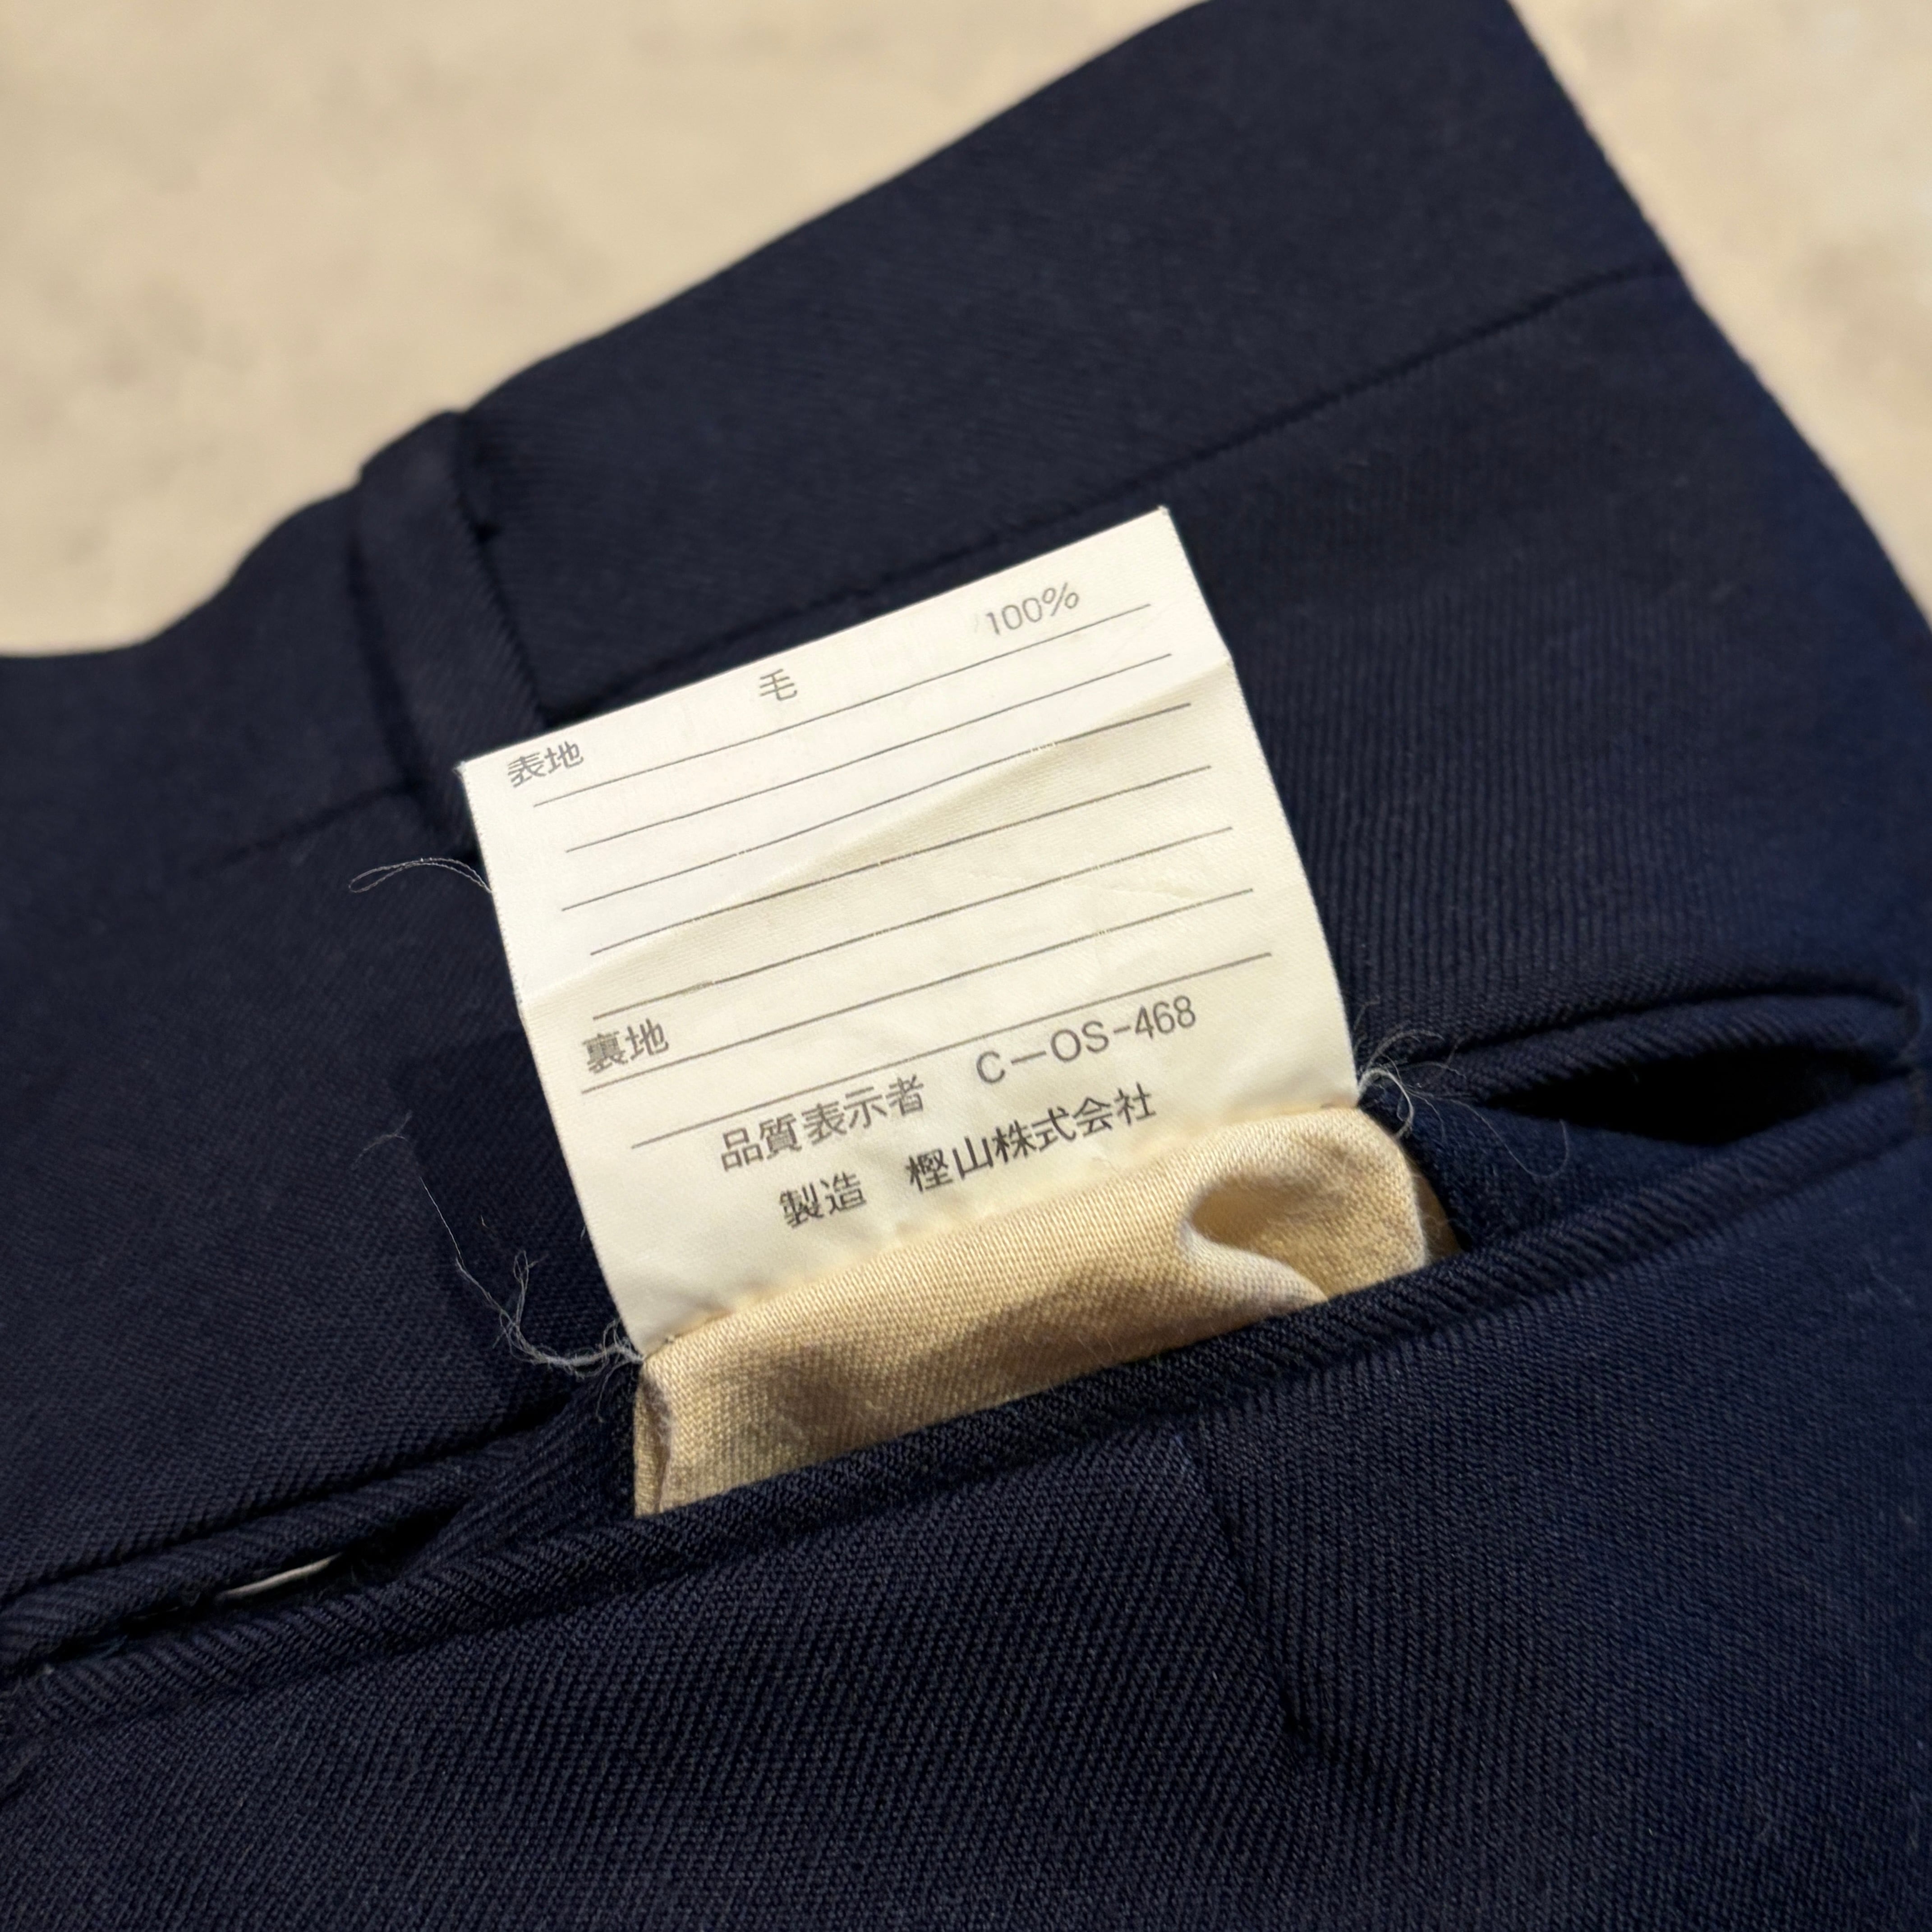 表地 毛 100%
裏地
品質表示者 C－OS-468
製造 樫山株式会社